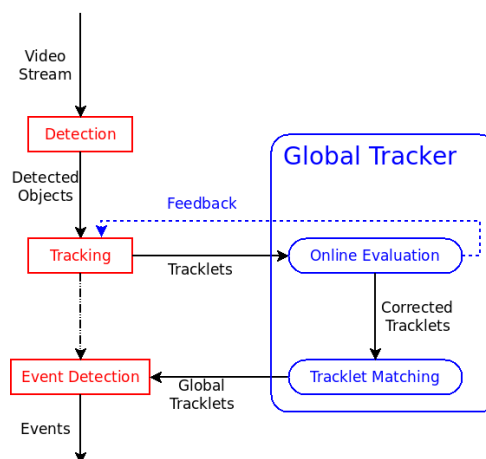 Video
Stream
Detection
Global Tracker
Detected
Objects
Feedback
Tracking
Tracklets
Online Evaluation
Corrected
Tracklets
Event Detection
Global
Tracklets
Tracklet Matching
Events